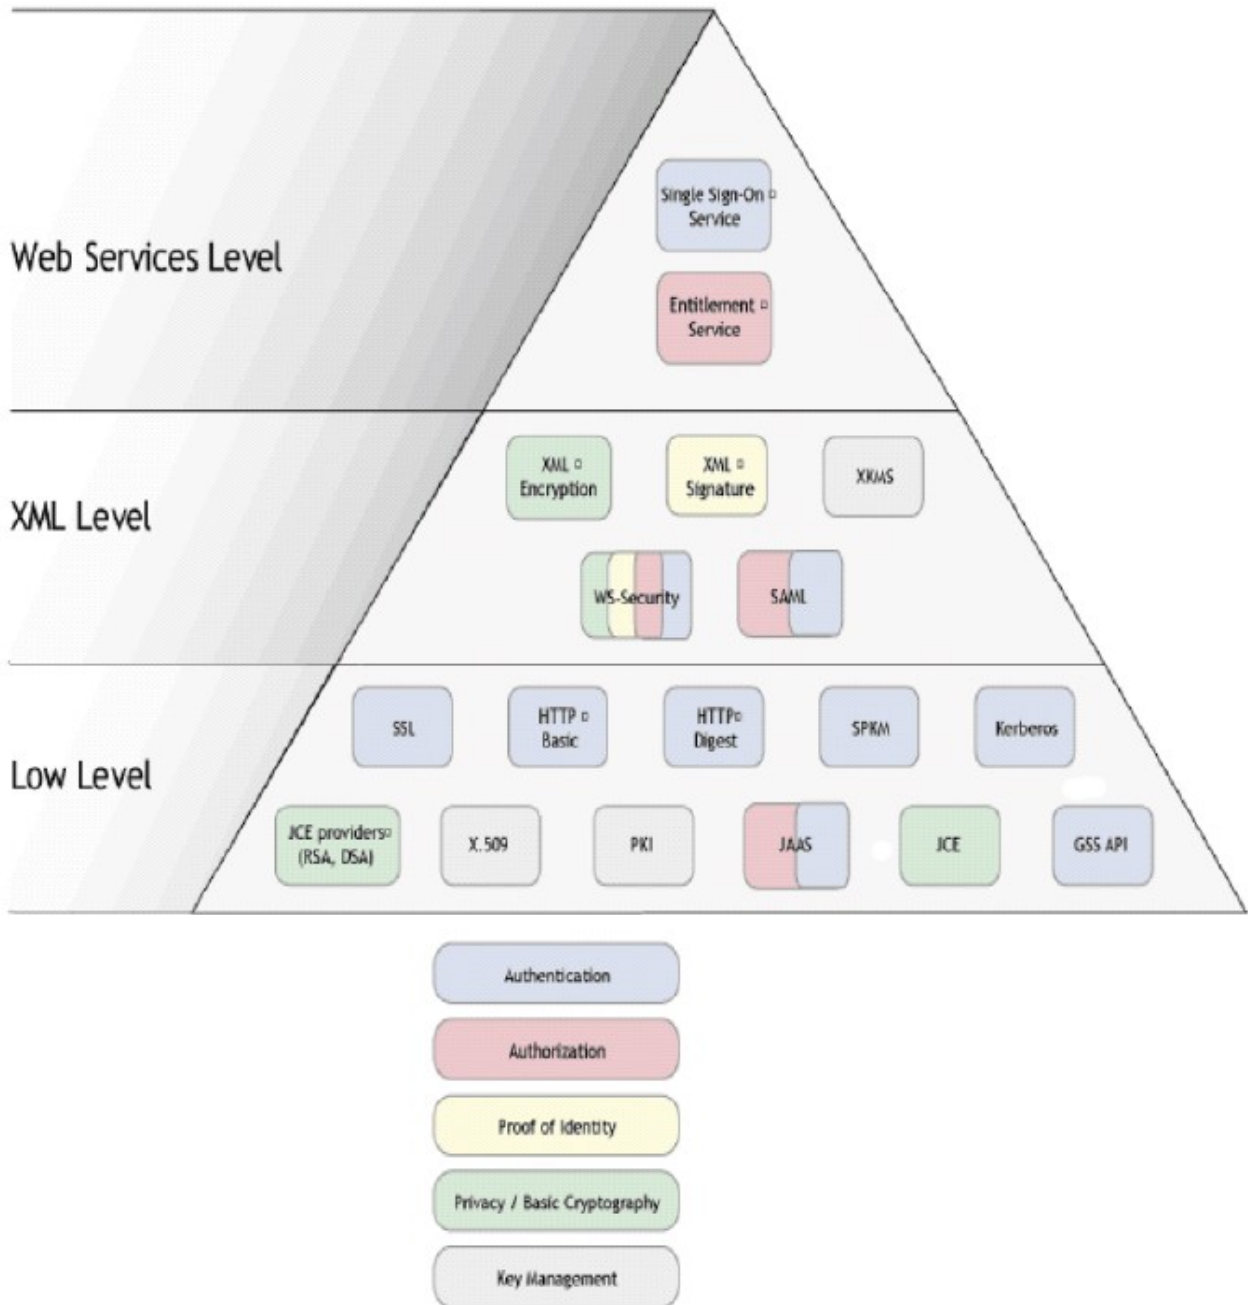 Single Sign-On
Service
Web Services Level
Entitlement
Service
XML
Encryption
XML
Signature
XKMS
XML Level
WS-Security
SAML
SSL
HTTP
Basic
HTTP
Digest
SPKM
Kerberos
Low Level
JCE providers
(RSA, DSA)
X.509
PKI
JAAS
JCE
GSS API
Authentication
Authorization
Proof of Identity
Privacy / Basic Cryptography
Key Management